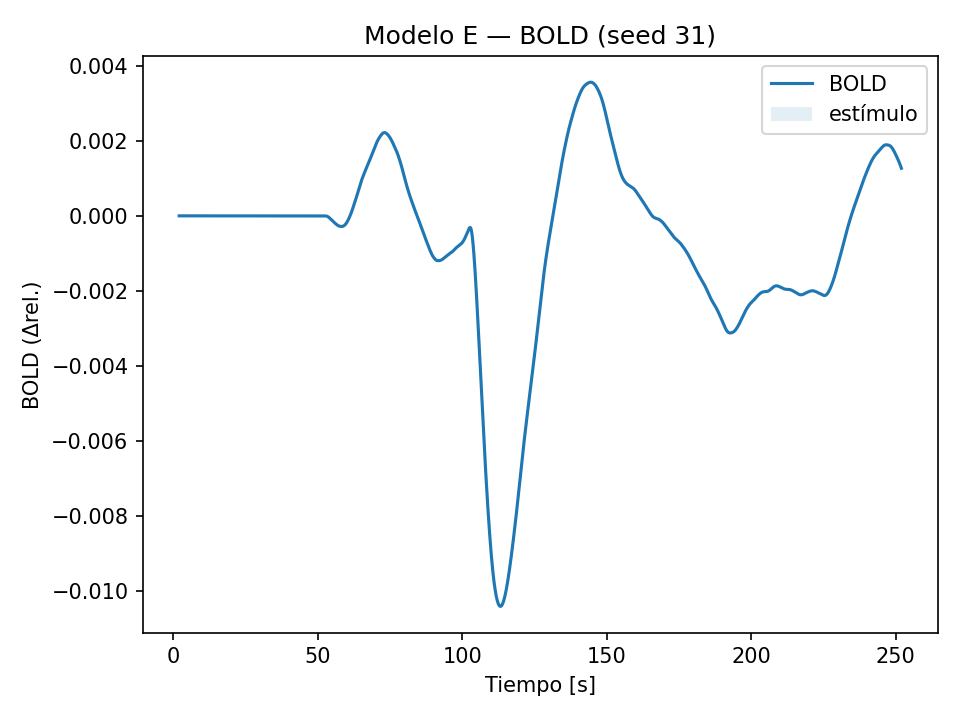 Modelo E — BOLD (seed 31)
BOLD
estímulo
0.004
0.002
0.000
−0.002
−0.004
−0.006
−0.008
−0.010
BOLD (Δrel.)
0 50 100 150 200 250
Tiempo [s]